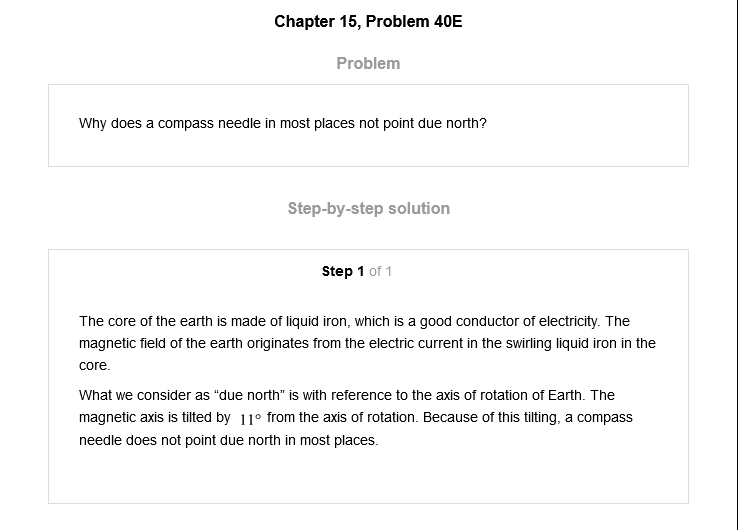 Chapter 15, Problem 40E
Problem
Why does a compass needle in most places not point due north?
Step-by-step solution
Step 1 of 1
The core of the earth is made of liquid iron, which is a good conductor of electricity. The
magnetic field of the earth originates from the electric current in the swirling liquid iron in the
core.
What we consider as “due north” is with reference to the axis of rotation of Earth. The
magnetic axis is tilted by 11° from the axis of rotation. Because of this tilting, a compass
needle does not point due north in most places.